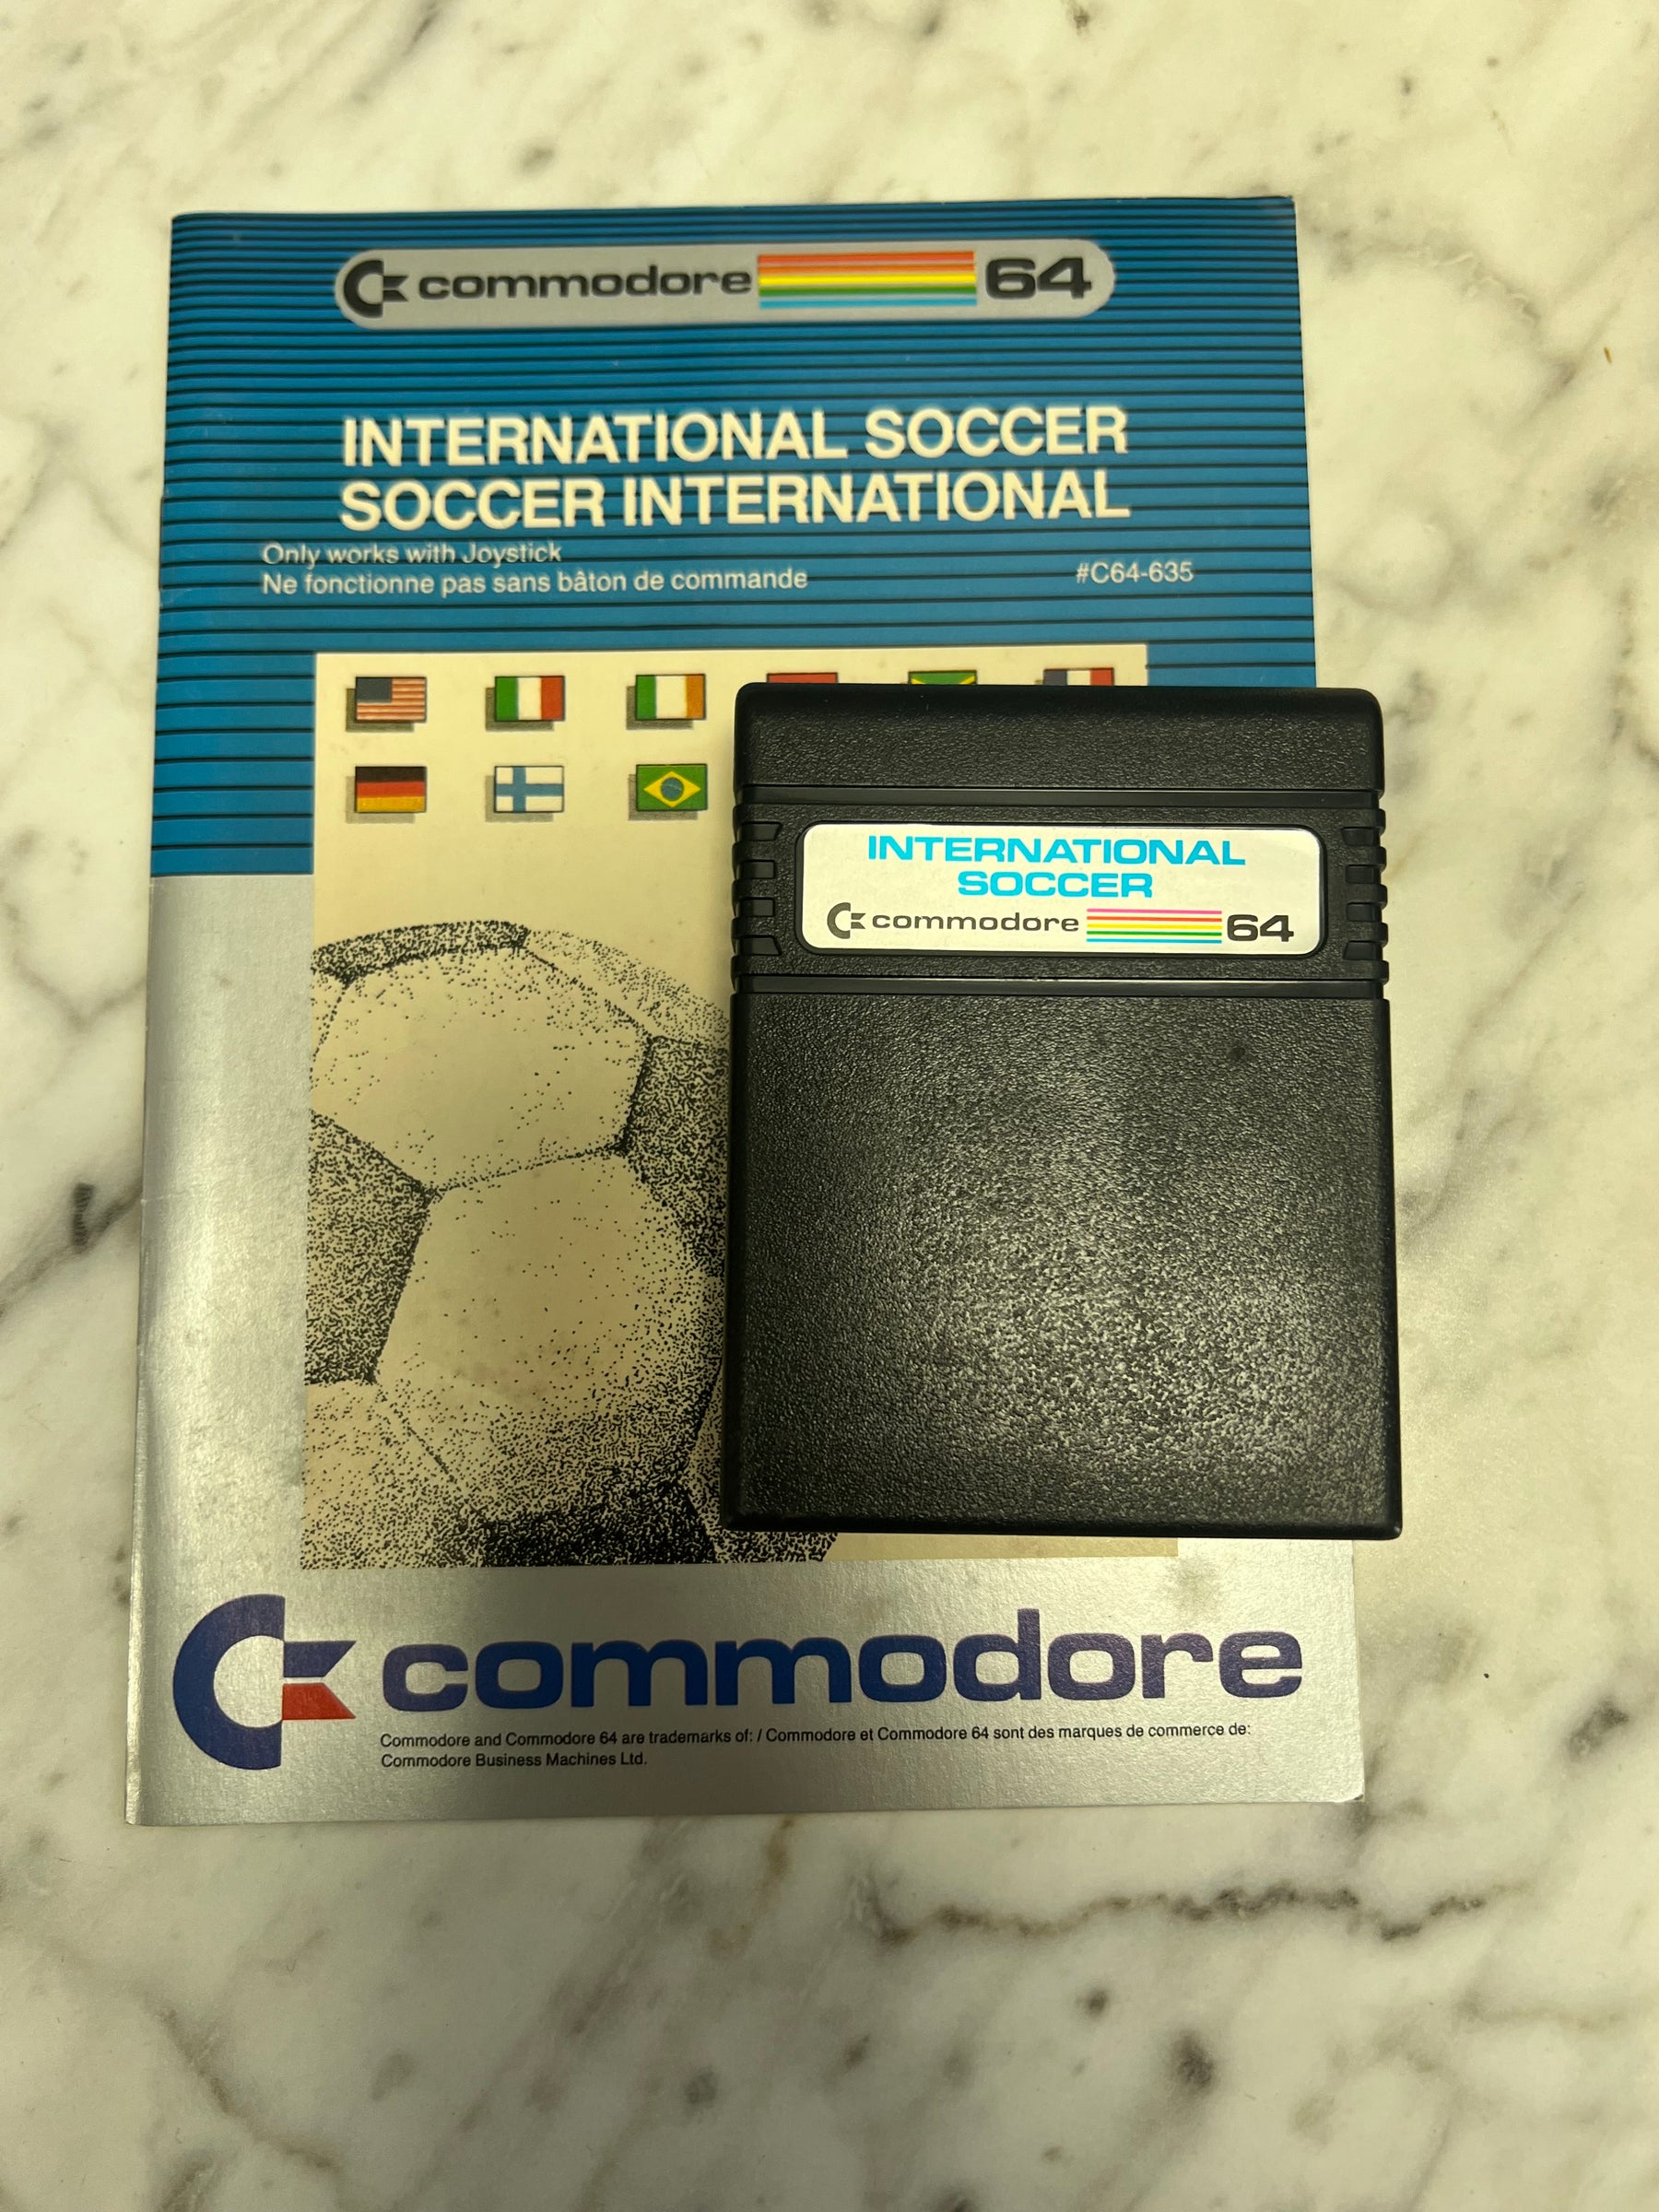 commodore 64
INTERNATIONAL SOCCER
SOCCER INTERNATIONAL
Only works with Joystick
Ne fonctionne pas sans bâton de commande
#C64-635
INTERNATIONAL
SOCCER
commodore 64
commodore
Commodore and Commodore 64 are trademarks of: / Commodore et Commodore 64 sont des marques de commerce de:
Commodore Business Machines Ltd.